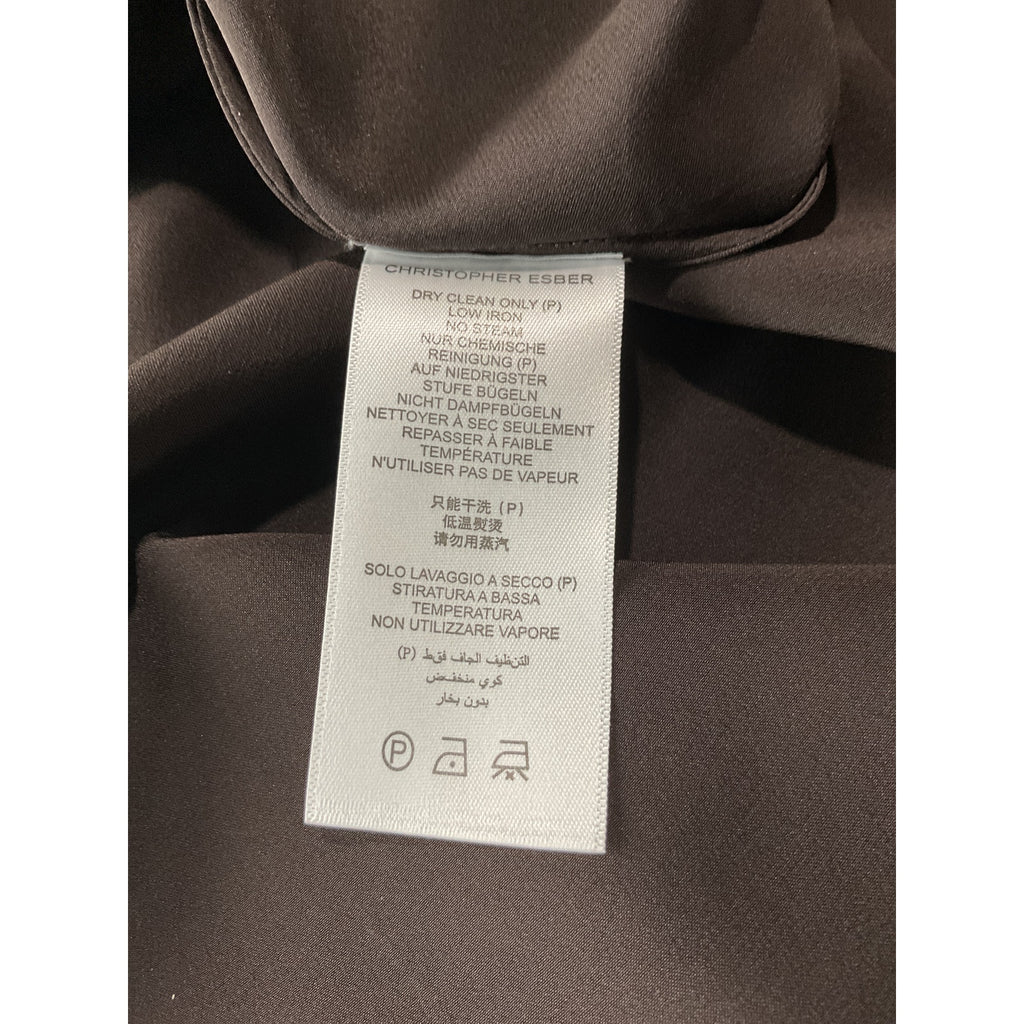 CHRISTOPHER ESBER
DRY CLEAN ONLY (P)
LOW IRON
NO STEAM
NUR CHEMISCHE
REINIGUNG (P)
AUF NIEDRIGSTER
STUFE BÜGELN
NICHT DAMPFBÜGELN
NETTOYER À SEC SEULEMENT
REPASSER À FAIBLE
TEMPÉRATURE
N'UTILISER PAS DE VAPEUR
只能干洗 (P)
低温熨烫
请勿用蒸汽
SOLO LAVAGGIO A SECCO (P)
STIRATURA A BASSA
TEMPERATURA
NON UTILIZZARE VAPORE
التنظيف الجاف فقط (P)
كوي منخفض
بدون بخار
P